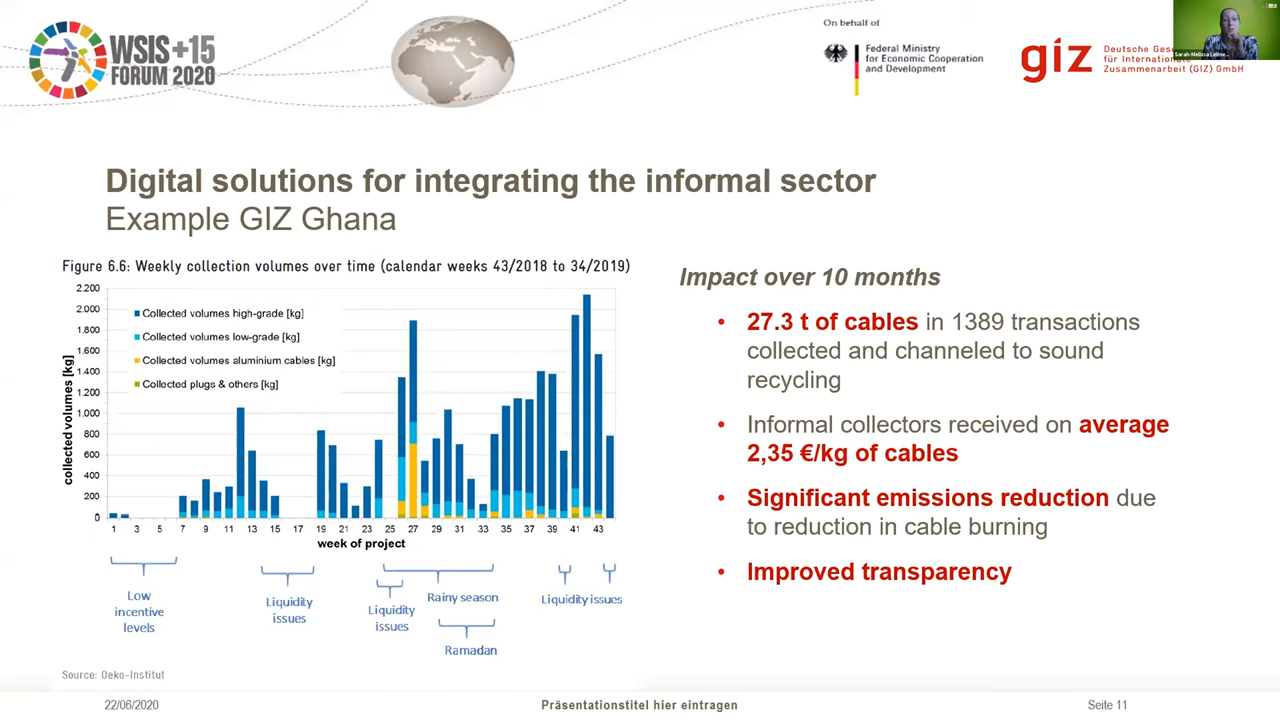 WSIS+15
FORUM 2020
On behalf of
Federal Ministry
for Economic Cooperation
and Development
giz
Deutsche
für
Zusammenarbeit (GIZ) GmbH
Digital solutions for integrating the informal sector
Example GIZ Ghana
Figure 6.6: Weekly collection volumes over time (calendar weeks 43/2018 to 34/2019)
collected volumes [kg]
2.200
2.000
1.800
1.600
1.400
1.200
1.000
800
600
400
200
0
Collected volumes high-grade [kg]
Collected volumes low-grade [kg]
Collected volumes aluminium cables [kg]
Collected plugs & others [kg]
1 3 5 7 9 11 13 15 17 19 21 23 25 27 29 31 33 35 37 39 41 43
week of project
Low
incentive
levels
Liquidity
issues
Liquidity
issues
Rainy season
Ramadan
Liquidity issues
Source: Oeko-Institut
Impact over 10 months
• 27.3 t of cables in 1389 transactions
collected and channeled to sound
recycling
• Informal collectors received on average
2,35 €/kg of cables
• Significant emissions reduction due
to reduction in cable burning
• Improved transparency
22/06/2020
Präsentationstitel hier eintragen
Seite 11